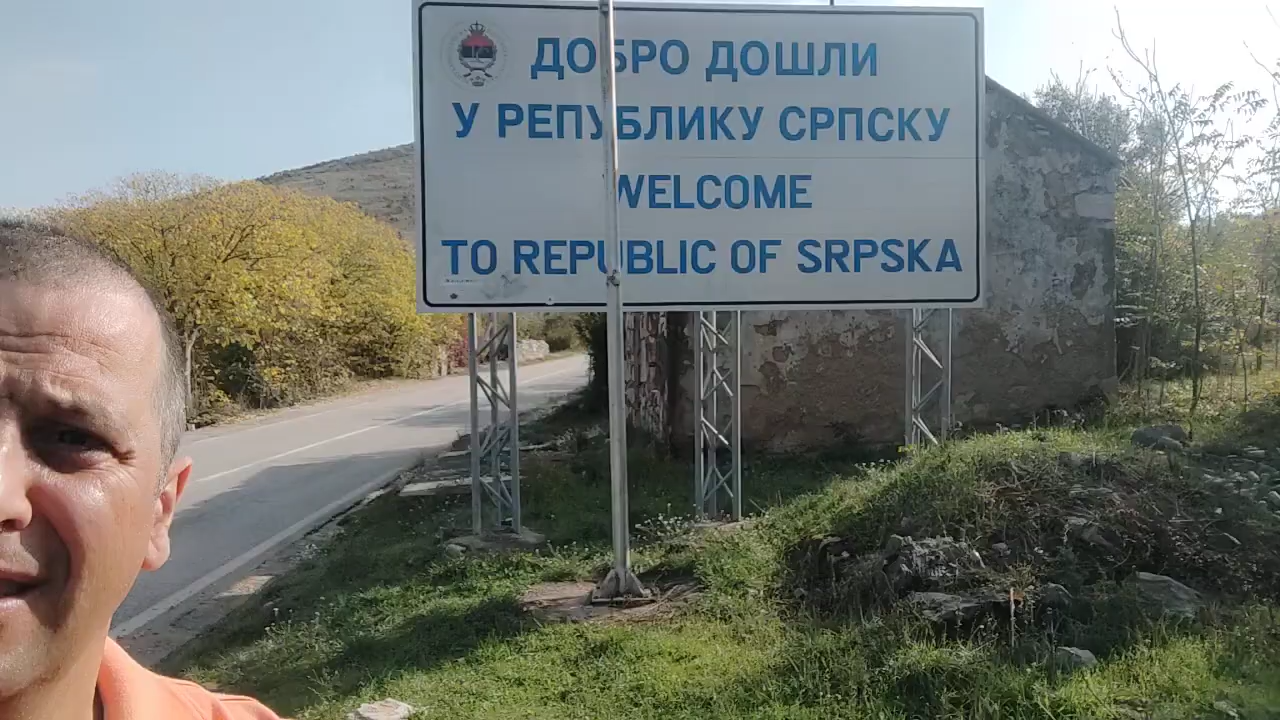 ДОБРО ДОШЛИ
У РЕПУБЛИКУ СРПСКУ
WELCOME
TO REPUBLIC OF SRPSKA